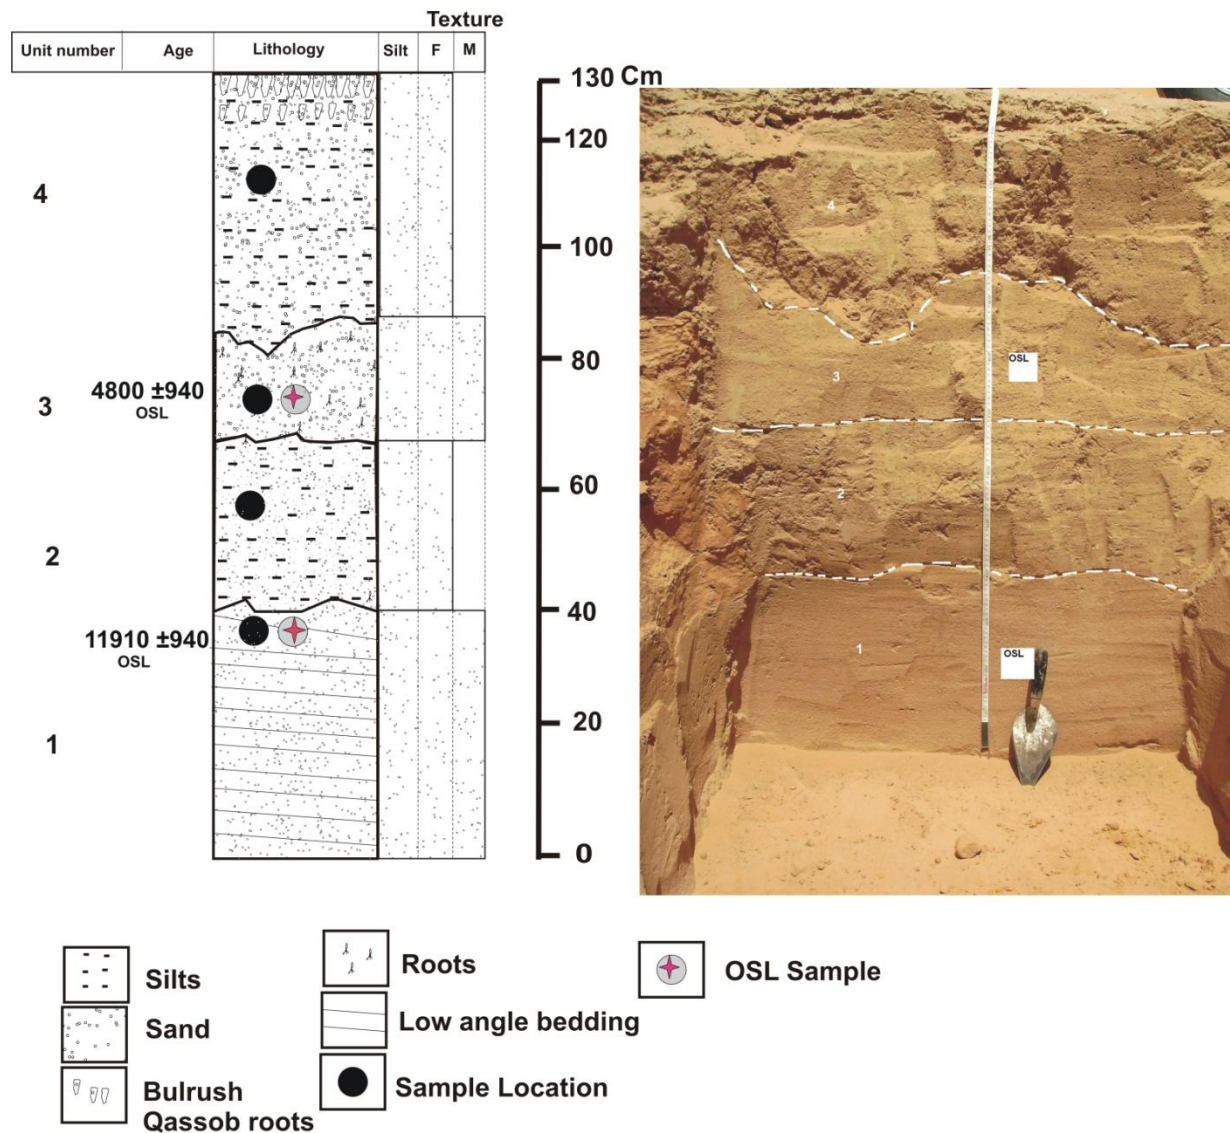 Texture
Unit number Age Lithology Silt F M
130 Cm
120
4
100
80
4800 ±940
OSL
3
60
2
40
11910 ±940
OSL
20
1
0
4
3
OSL
2
1
OSL
Silts
Sand
Bulrush
Qassob roots
Roots
Low angle bedding
Sample Location
OSL Sample